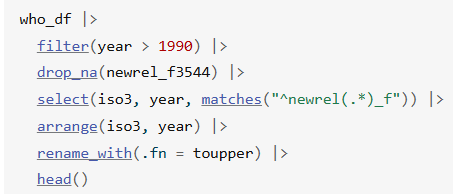 who_df |>
  filter(year > 1990) |>
  drop_na(newrel_f3544) |>
  select(iso3, year, matches("^newrel(.*)_f")) |>
  arrange(iso3, year) |>
  rename_with(.fn = toupper) |>
  head()